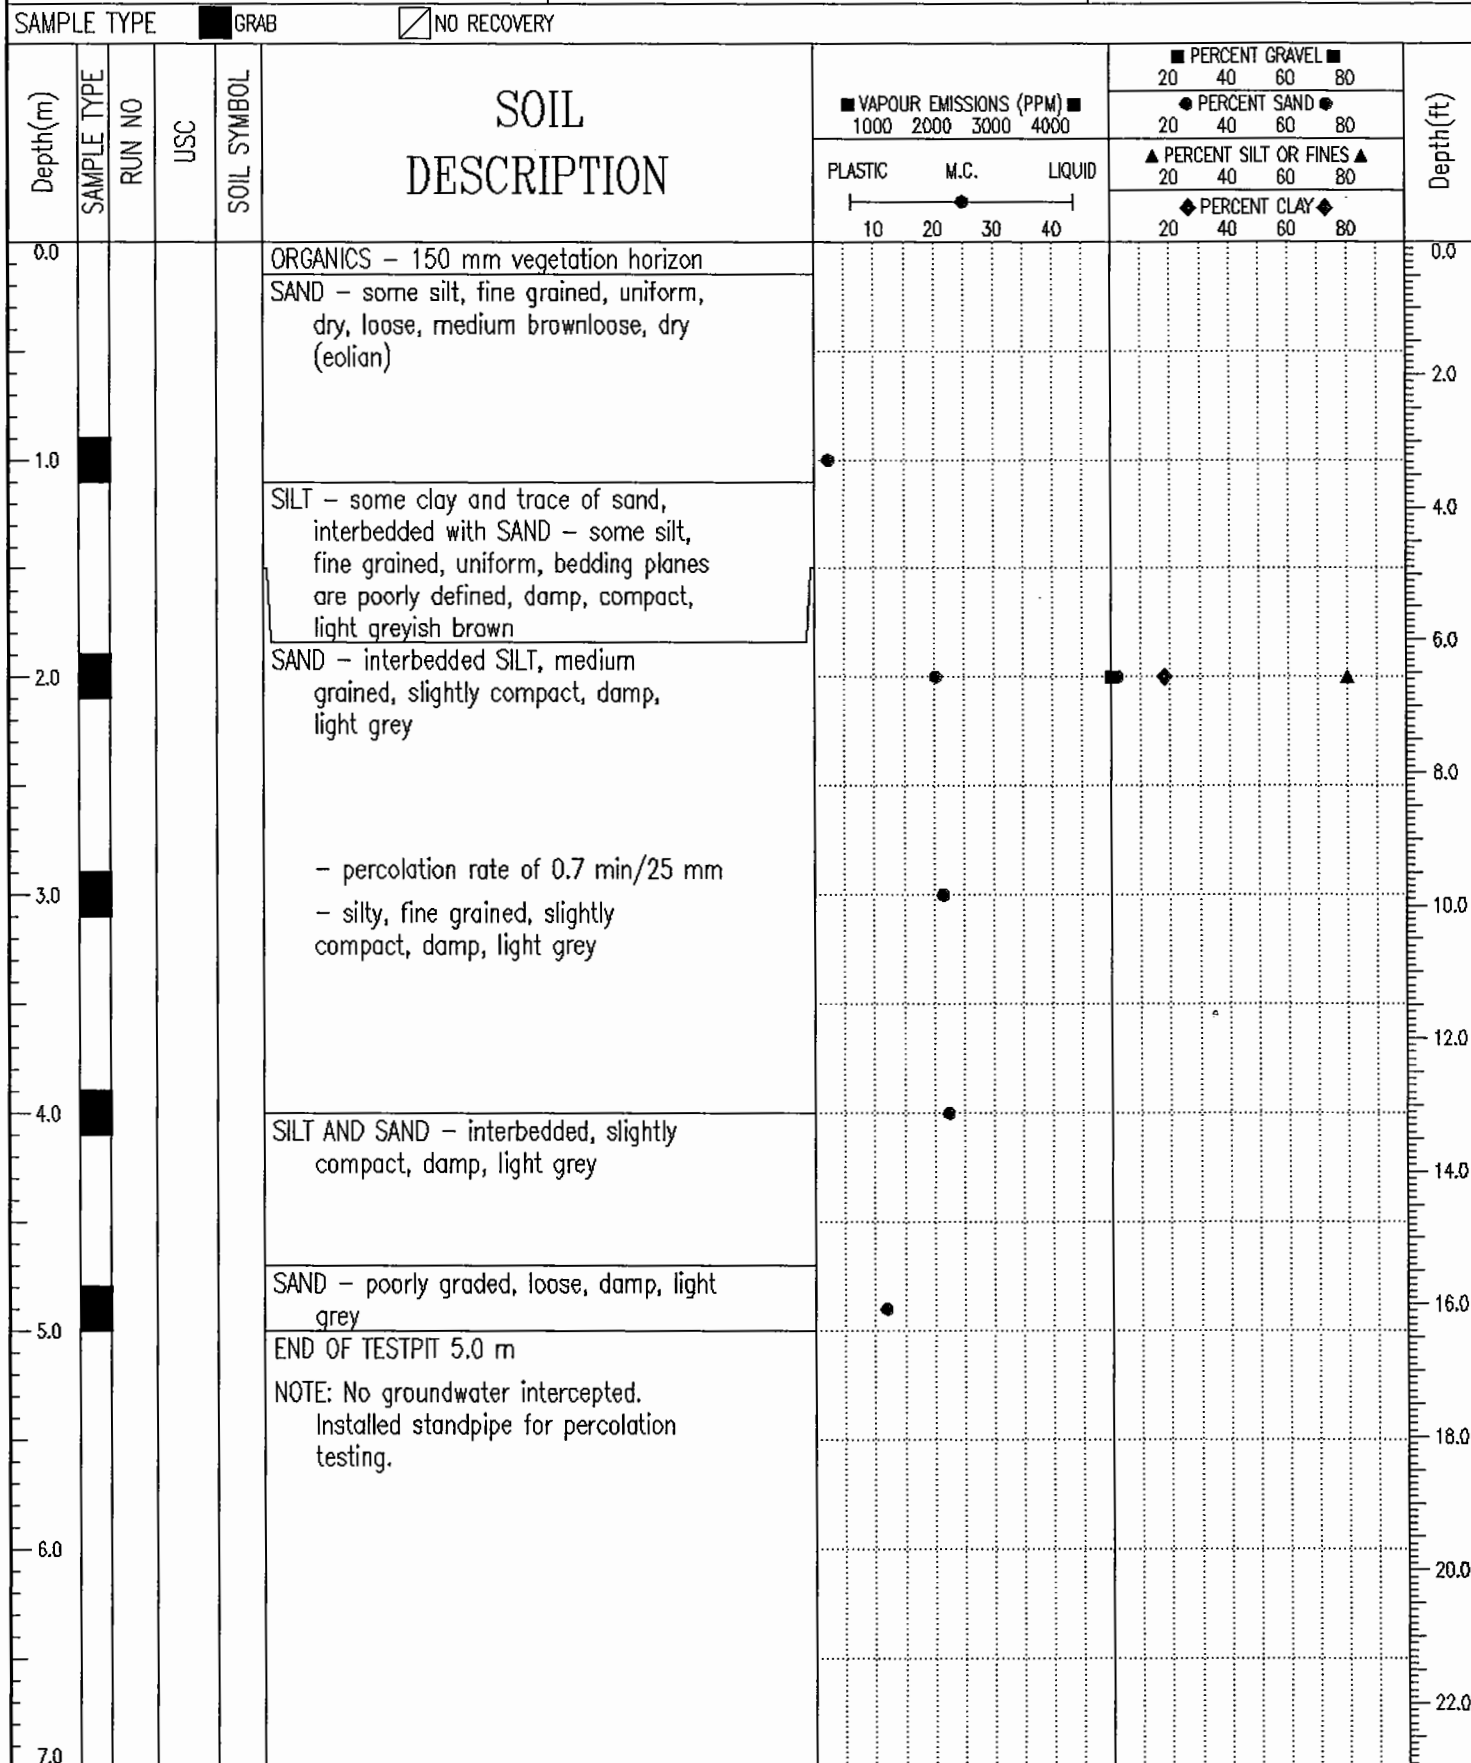 SAMPLE TYPE GRAB NO RECOVERY
Depth(m)
SAMPLE TYPE
RUN NO
USC
SOIL SYMBOL
SOIL
DESCRIPTION
■ VAPOUR EMISSIONS (PPM) ■
1000 2000 3000 4000
PLASTIC M.C. LIQUID
10 20 30 40
■ PERCENT GRAVEL ■
20 40 60 80
● PERCENT SAND ●
20 40 60 80
▲ PERCENT SILT OR FINES ▲
20 40 60 80
◆ PERCENT CLAY ◆
20 40 60 80
Depth(ft)
0.0
1.0
2.0
3.0
4.0
5.0
6.0
7.0
ORGANICS – 150 mm vegetation horizon
SAND – some silt, fine grained, uniform,
dry, loose, medium brownloose, dry
(eolian)
SILT – some clay and trace of sand,
interbedded with SAND – some silt,
fine grained, uniform, bedding planes
are poorly defined, damp, compact,
light greyish brown
SAND – interbedded SILT, medium
grained, slightly compact, damp,
light grey
– percolation rate of 0.7 min/25 mm
– silty, fine grained, slightly
compact, damp, light grey
SILT AND SAND – interbedded, slightly
compact, damp, light grey
SAND – poorly graded, loose, damp, light
grey
END OF TESTPIT 5.0 m
NOTE: No groundwater intercepted.
Installed standpipe for percolation
testing.
0.0
2.0
4.0
6.0
8.0
10.0
12.0
14.0
16.0
18.0
20.0
22.0